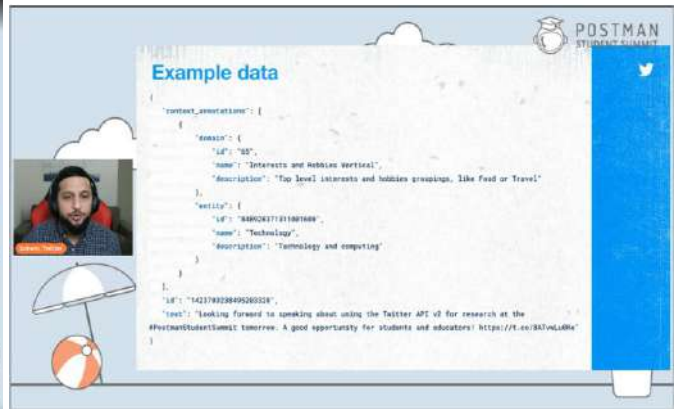 POSTMAN
STUDENT SUMMIT
Example data
{
"context_annotations": [
{
"domain": {
"id": "65",
"name": "Interests and Hobbies Vertical",
"description": "Top level interests and hobbies groupings, like Food or Travel"
},
"entity": {
"id":
"name": "Technology",
"description": "Technology and computing"
}
}
],
"id":
"text": "Looking forward to speaking about using the Twitter API v2 for research at the
#PostmanStudentSummit tomorrow. A good opportunity for students and educators!
}